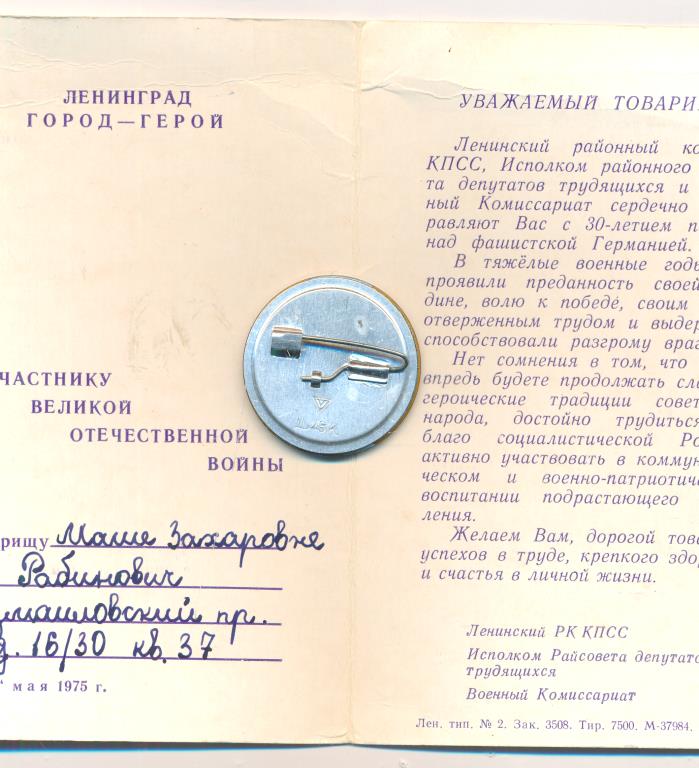 ЛЕНИНГРАД
ГОРОД—ГЕРОЙ
ЧАСТНИКУ
ВЕЛИКОЙ
ОТЕЧЕСТВЕННОЙ
ВОЙНЫ
рищу Маше Захаровне
Рабинович
маиловский пр.
д. 16/30 кв. 37
" мая 1975 г.
УВАЖАЕМЫЙ ТОВАРИ
Ленинский районный ко
КПСС, Исполком районного
та депутатов трудящихся и
ный Комиссариат сердечно
равляют Вас с 30-летием п
над фашистской Германией.
В тяжёлые военные годы
проявили преданность своей
дине, волю к победе, своим
отверженным трудом и выдер
способствовали разгрому враг
Нет сомнения в том, что
впредь будете продолжать сла
героические традиции совет
народа, достойно трудиться
благо социалистической Ро
активно участвовать в коммун
ческом и военно-патриотиче
воспитании подрастающего
ления.
Желаем Вам, дорогой това
успехов в труде, крепкого здор
и счастья в личной жизни.
Ленинский РК КПСС
Исполком Райсовета депутато
трудящихся
Военный Комиссариат
Лен. тип. № 2. Зак. 3508. Тир. 7500. М-37984.